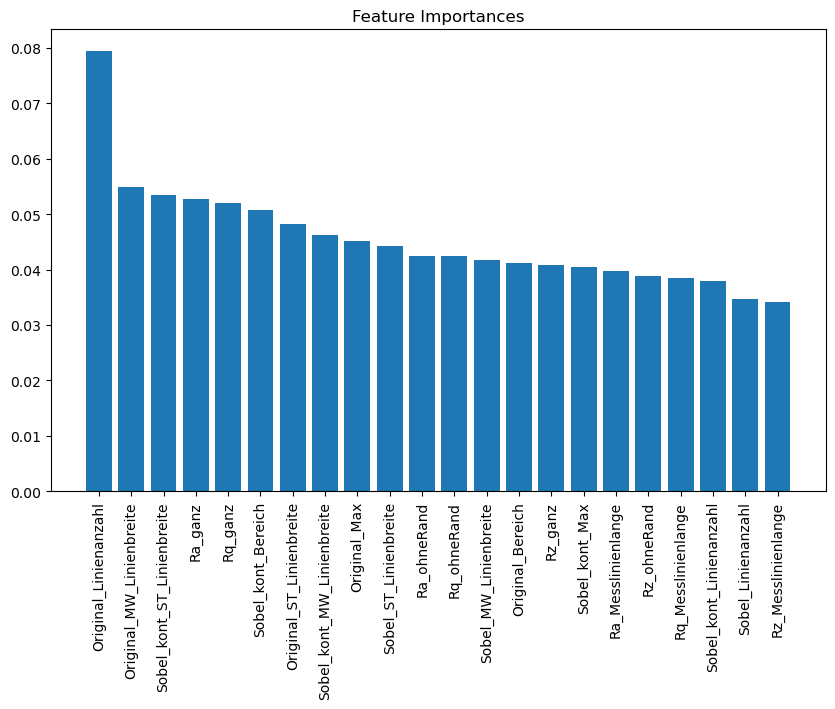 Feature Importances
0.08
0.07
0.06
0.05
0.04
0.03
0.02
0.01
0.00
Original_Linienanzahl
Original_MW_Linienbreite
Sobel_kont_ST_Linienbreite
Ra_ganz
Rq_ganz
Sobel_kont_Bereich
Original_ST_Linienbreite
Sobel_kont_MW_Linienbreite
Original_Max
Sobel_ST_Linienbreite
Ra_ohneRand
Rq_ohneRand
Sobel_MW_Linienbreite
Original_Bereich
Rz_ganz
Sobel_kont_Max
Ra_Messlinienlange
Rz_ohneRand
Rq_Messlinienlange
Sobel_kont_Linienanzahl
Sobel_Linienanzahl
Rz_Messlinienlange